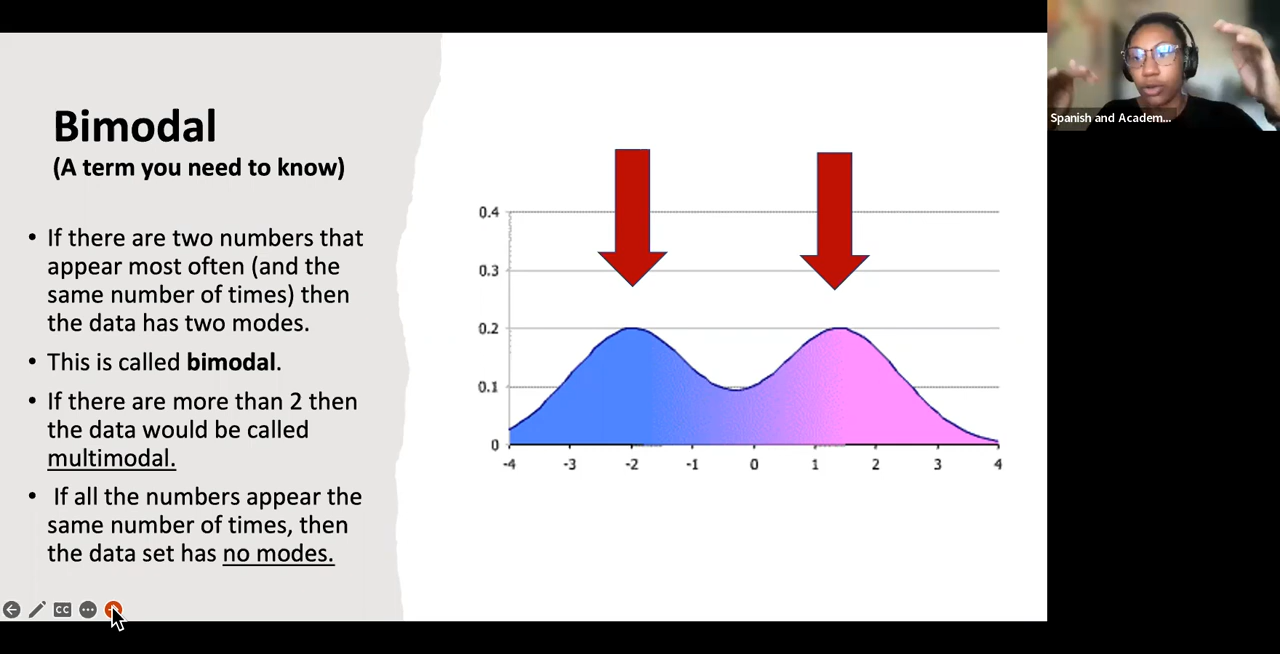 Bimodal
(A term you need to know)
• If there are two numbers that
appear most often (and the
same number of times) then
the data has two modes.
• This is called bimodal.
• If there are more than 2 then
the data would be called
multimodal.
• If all the numbers appear the
same number of times, then
the data set has no modes.
0.4
0.3
0.2
0.1
0
-4 -3 -2 -1 0 1 2 3 4
CC
Spanish and Academ...